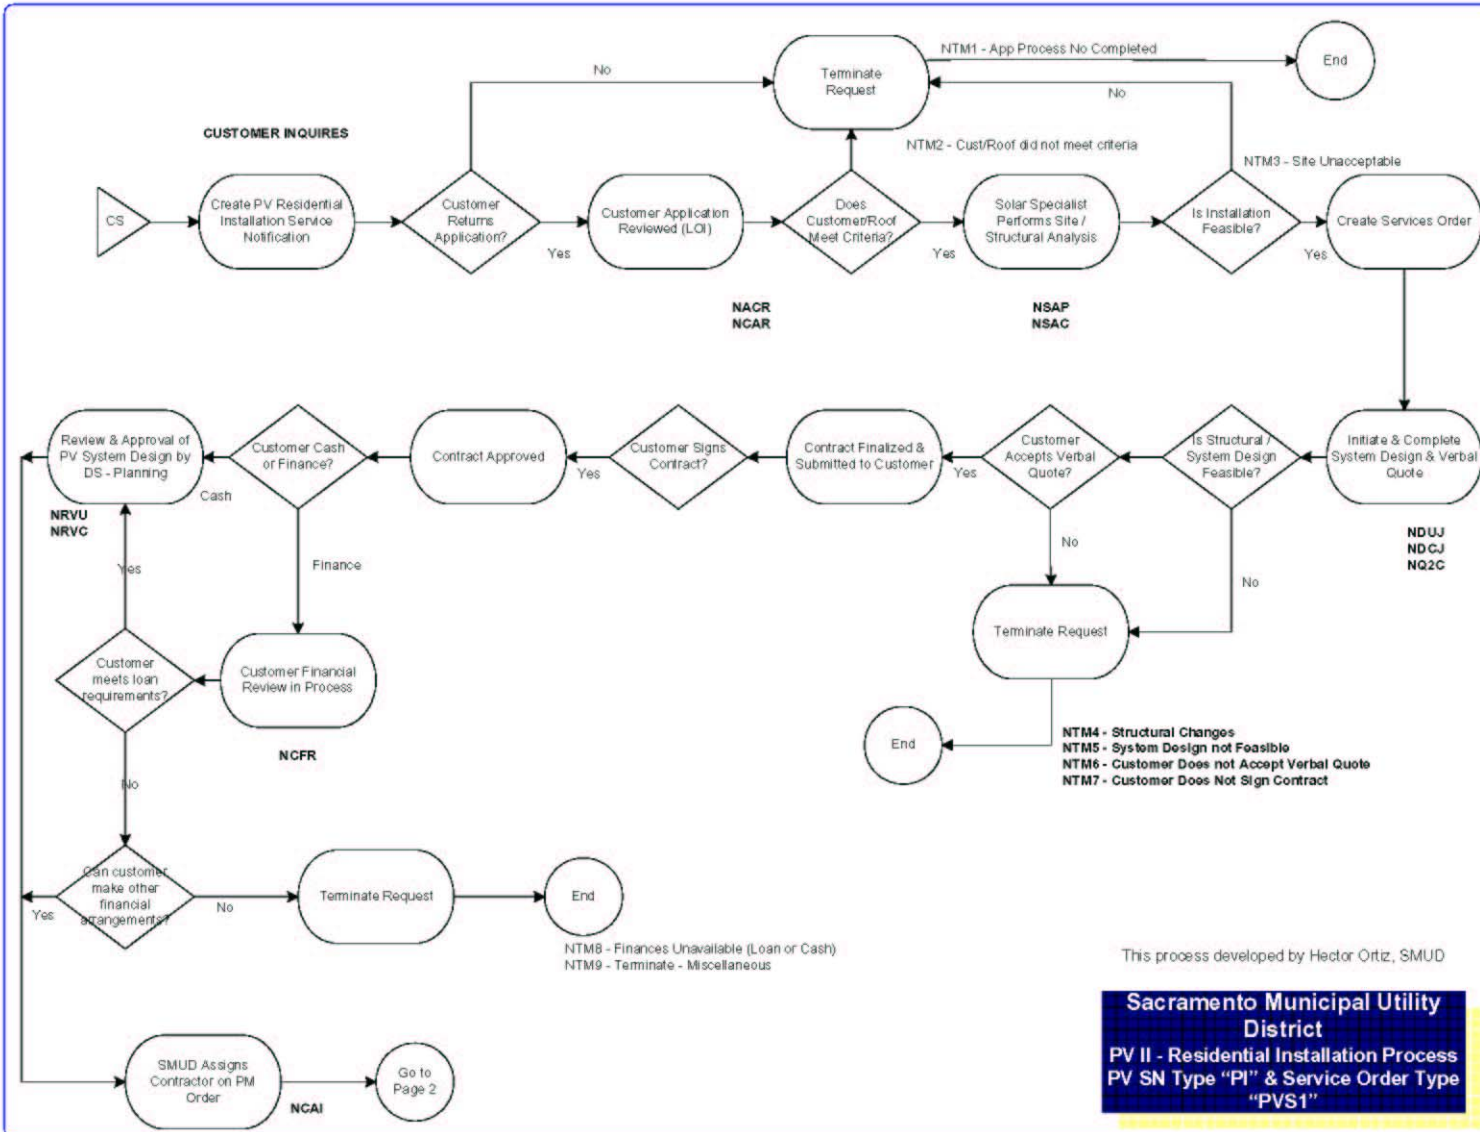 NTM1 - App Process No Completed
End
No
Terminate
Request
No
CUSTOMER INQUIRES
NTM2 - Cust/Roof did not meet criteria
NTM3 - Site Unacceptable
CS
Create PV Residential
Installation Service
Notification
Customer
Returns
Application?
Yes
Customer Application
Reviewed (LOI)
Does
Customer/Roof
Meet Criteria?
Yes
Solar Specialist
Performs Site /
Structural Analysis
Is Installation
Feasible?
Yes
Create Services Order
NACR
NCAR
NSAP
NSAC
Review & Approval of
PV System Design by
DS - Planning
Cash
Customer Cash
or Finance?
Contract Approved
Yes
Customer Signs
Contract?
Contract Finalized &
Submitted to Customer
Yes
Customer
Accepts Verbal
Quote?
Is Structural /
System Design
Feasible?
Initiate & Complete
System Design & Verbal
Quote
NRVU
NRVC
NDUJ
NDCJ
NQ2C
Yes
Finance
No
No
Terminate Request
Customer
meets loan
requirements?
Customer Financial
Review in Process
NCFR
End
NTM4 - Structural Changes
NTM5 - System Design not Feasible
NTM6 - Customer Does not Accept Verbal Quote
NTM7 - Customer Does Not Sign Contract
No
Can customer
make other
financial
arrangements?
Yes
No
Terminate Request
End
NTM8 - Finances Unavailable (Loan or Cash)
NTM9 - Terminate - Miscellaneous
SMUD Assigns
Contractor on PM
Order
NCAI
Go to
Page 2
This process developed by Hector Ortiz, SMUD
Sacramento Municipal Utility
District
PV II - Residential Installation Process
PV SN Type “PI” & Service Order Type
“PVS1”